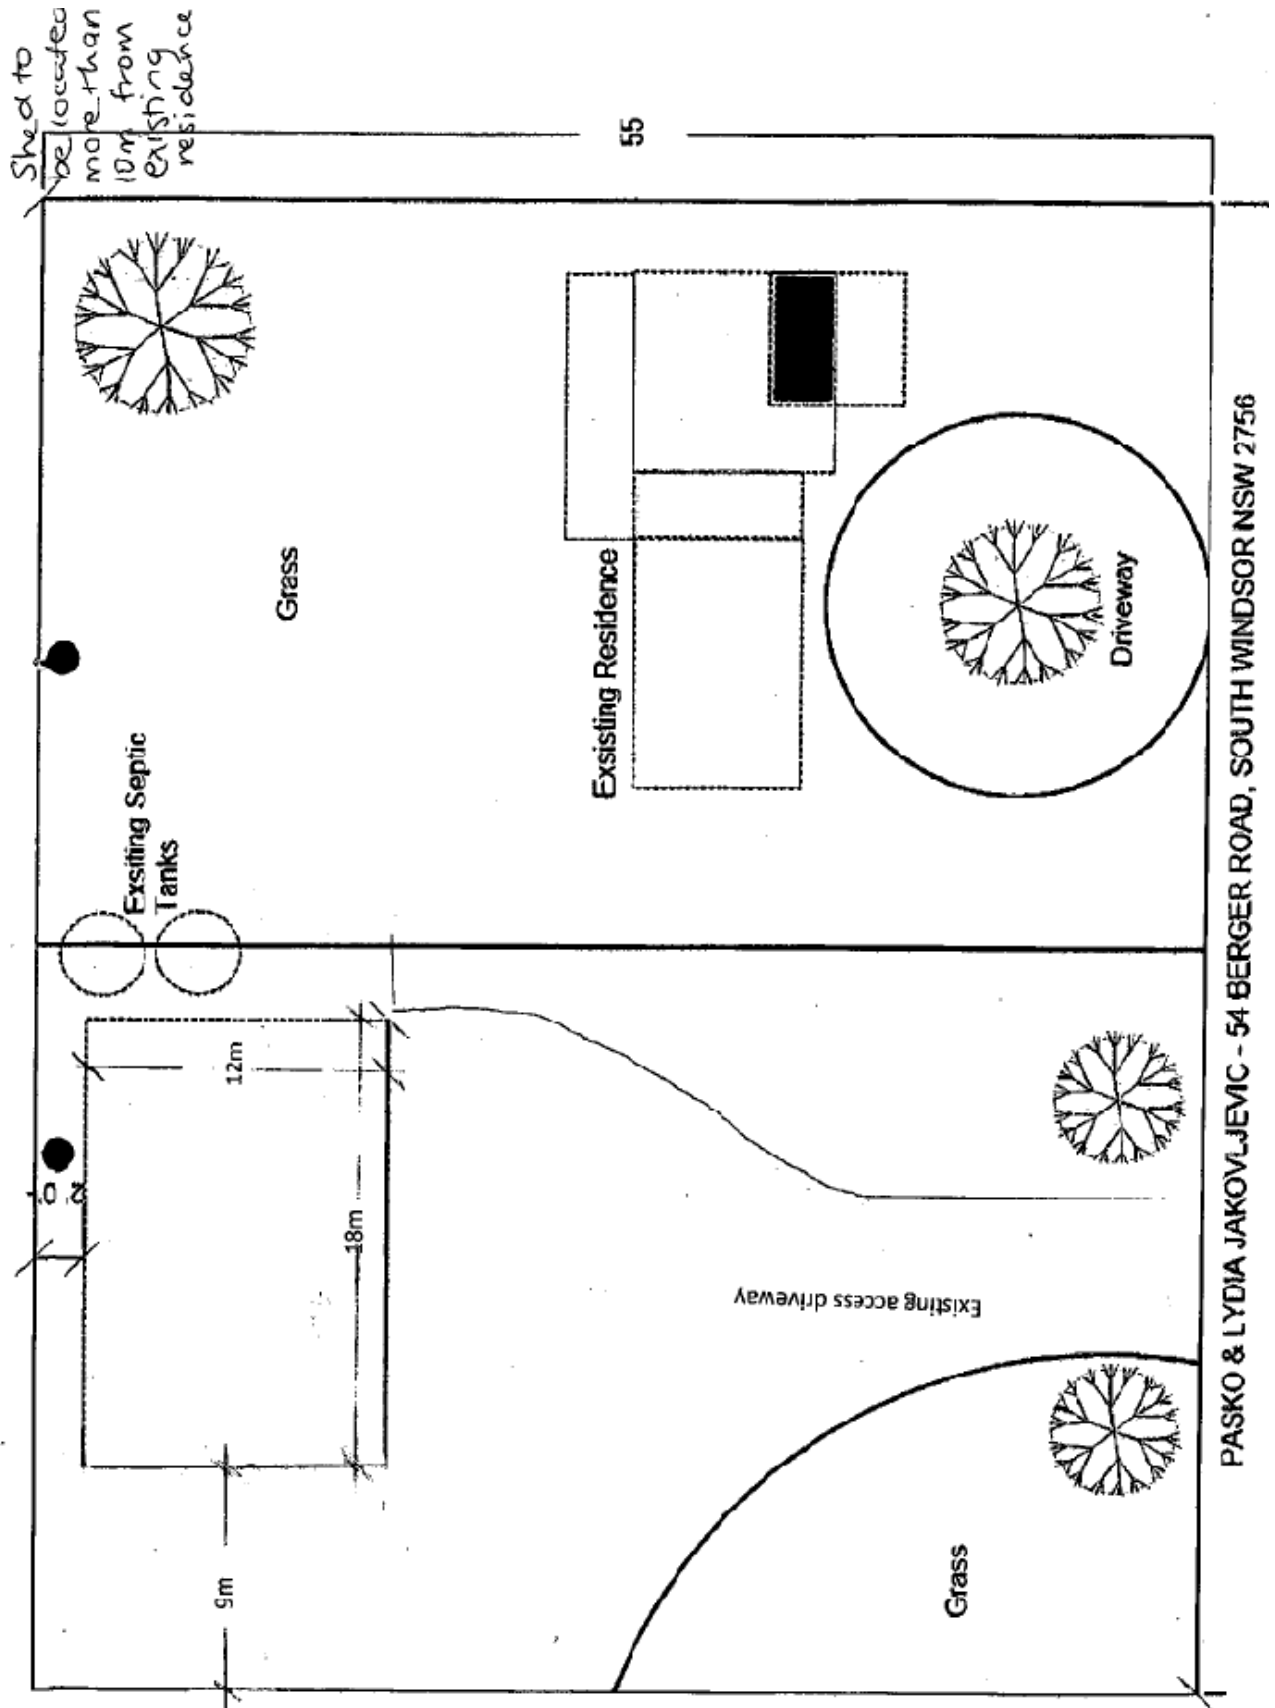 Shed to
be located
more than
10m from
existing
residence
55
Grass
Exsiting Septic
Tanks
Exsisting Residence
Driveway
12m
18m
9m
Existing access driveway
Grass
PASKO & LYDIA JAKOVLJEVIC - 54 BERGER ROAD, SOUTH WINDSOR NSW 2756